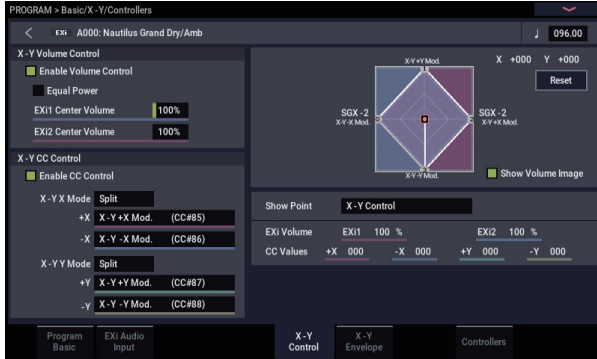 PROGRAM > Basic/X -Y/Controllers
EXi A000: Nautilus Grand Dry/Amb
♩ 096.00
X -Y Volume Control
Enable Volume Control
Equal Power
EXi1 Center Volume 100%
EXi2 Center Volume 100%
X -Y CC Control
Enable CC Control
X -Y X Mode Split
+X X -Y +X Mod. (CC#85)
-X X -Y -X Mod. (CC#86)
X -Y Y Mode Split
+Y X -Y +Y Mod. (CC#87)
-Y X -Y -Y Mod. (CC#88)
X +000 Y +000
Reset
X-Y+Y Mod.
SGX -2
X-Y-X Mod.
SGX -2
X-Y+X Mod.
X-Y-Y Mod.
Show Volume Image
Show Point X -Y Control
EXi Volume EXi1 100 % EXi2 100 %
CC Values +X 000 -X 000 +Y 000 -Y 000
Program Basic
EXi Audio Input
X -Y Control
X -Y Envelope
Controllers